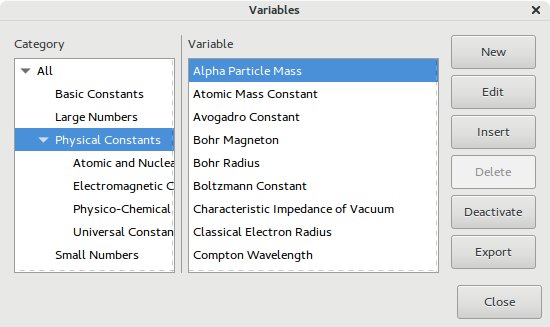 Variables
Category
All
Basic Constants
Large Numbers
Physical Constants
Atomic and Nuclea
Electromagnetic C
Physico-Chemical
Universal Constan
Small Numbers
Variable
Alpha Particle Mass
Atomic Mass Constant
Avogadro Constant
Bohr Magneton
Bohr Radius
Boltzmann Constant
Characteristic Impedance of Vacuum
Classical Electron Radius
Compton Wavelength
New
Edit
Insert
Delete
Deactivate
Export
Close